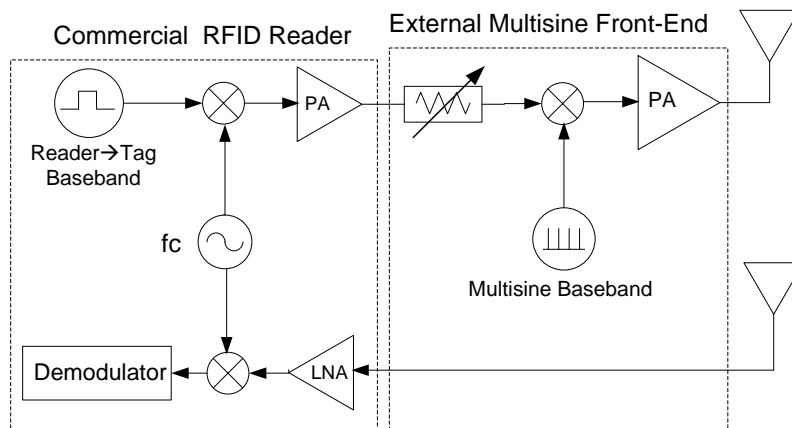 Commercial RFID Reader
External Multisine Front-End
PA
PA
Reader→Tag
Baseband
fc
Multisine Baseband
Demodulator
LNA